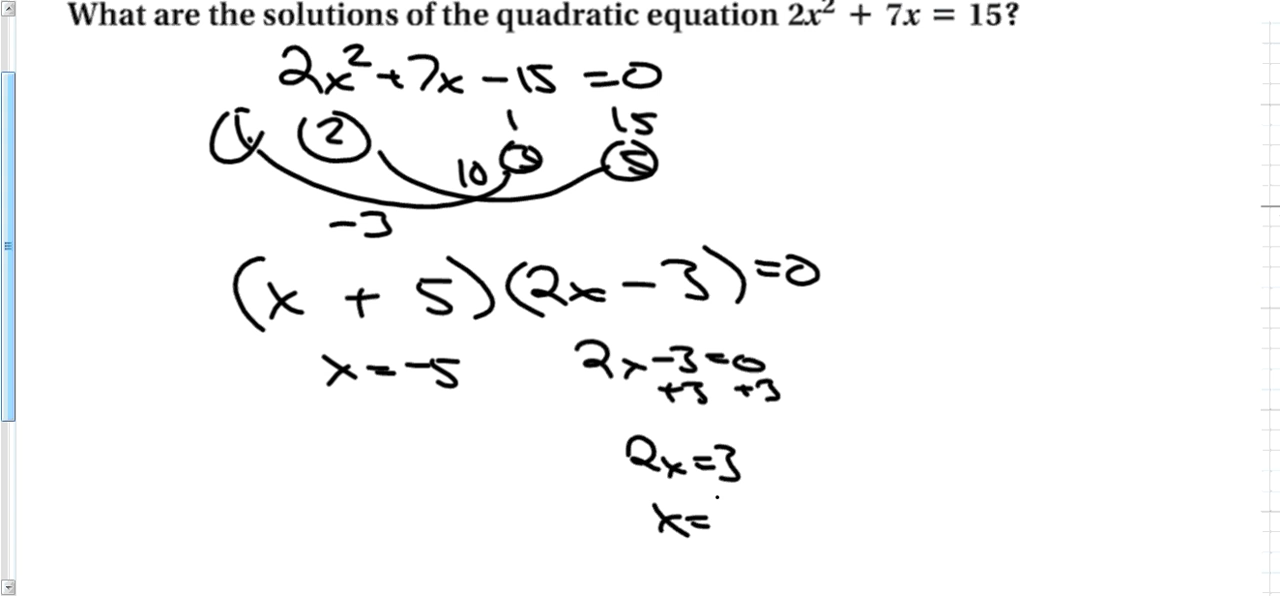 What are the solutions of the quadratic equation 2x² + 7x = 15?
2x²+7x-15=0
1 15
1 2 3 5
10
-3
(x + 5)(2x-3)=0
x=-5 2x-3=0
+3 +3
2x=3
x=